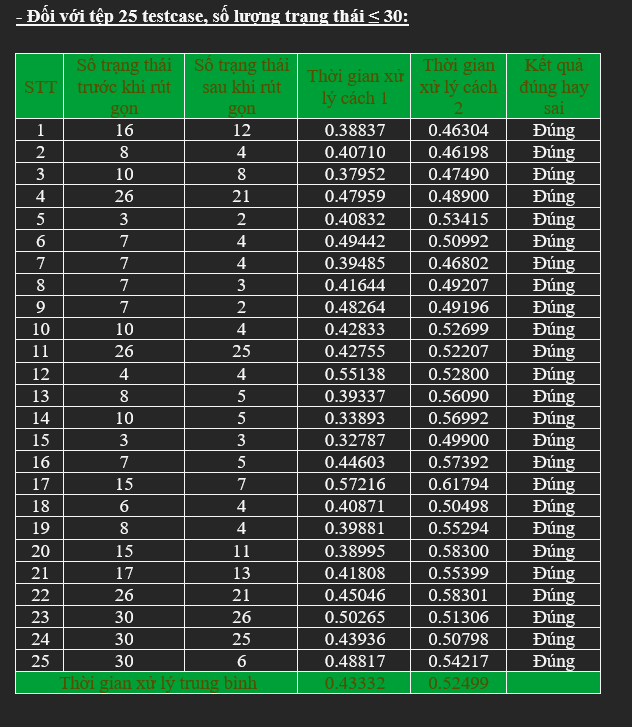 - Đối với tệp 25 testcase, số lượng trạng thái ≤ 30:
STT Số trạng thái trước khi rút gọn Số trạng thái sau khi rút gọn Thời gian xử lý cách 1 Thời gian xử lý cách 2 Kết quả đúng hay sai
1 16 12 0.38837 0.46304 Đúng
2 8 4 0.40710 0.46198 Đúng
3 10 8 0.37952 0.47490 Đúng
4 26 21 0.47959 0.48900 Đúng
5 3 2 0.40832 0.53415 Đúng
6 7 4 0.49442 0.50992 Đúng
7 7 4 0.39485 0.46802 Đúng
8 7 3 0.41644 0.49207 Đúng
9 7 2 0.48264 0.49196 Đúng
10 10 4 0.42833 0.52699 Đúng
11 26 25 0.42755 0.52207 Đúng
12 4 4 0.55138 0.52800 Đúng
13 8 5 0.39337 0.56090 Đúng
14 10 5 0.33893 0.56992 Đúng
15 3 3 0.32787 0.49900 Đúng
16 7 5 0.44603 0.57392 Đúng
17 15 7 0.57216 0.61794 Đúng
18 6 4 0.40871 0.50498 Đúng
19 8 4 0.39881 0.55294 Đúng
20 15 11 0.38995 0.58300 Đúng
21 17 13 0.41808 0.55399 Đúng
22 26 21 0.45046 0.58301 Đúng
23 30 26 0.50265 0.51306 Đúng
24 30 25 0.43936 0.50798 Đúng
25 30 6 0.48817 0.54217 Đúng
Thời gian xử lý trung bình 0.43332 0.52499